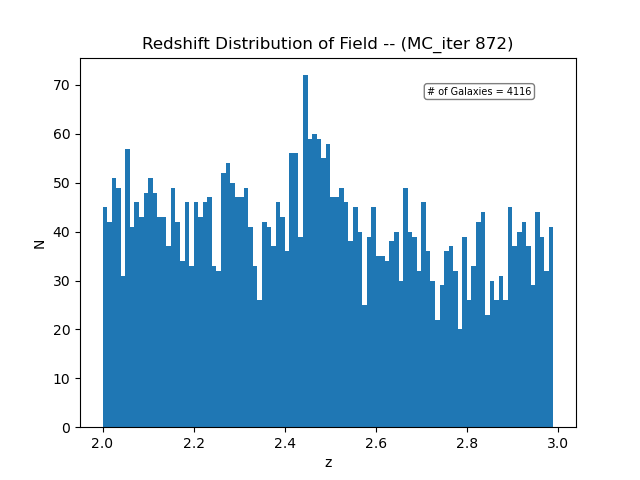 Redshift Distribution of Field -- (MC_iter 872)
# of Galaxies = 4116
70
60
50
40
30
20
10
0
N
2.0 2.2 2.4 2.6 2.8 3.0
z